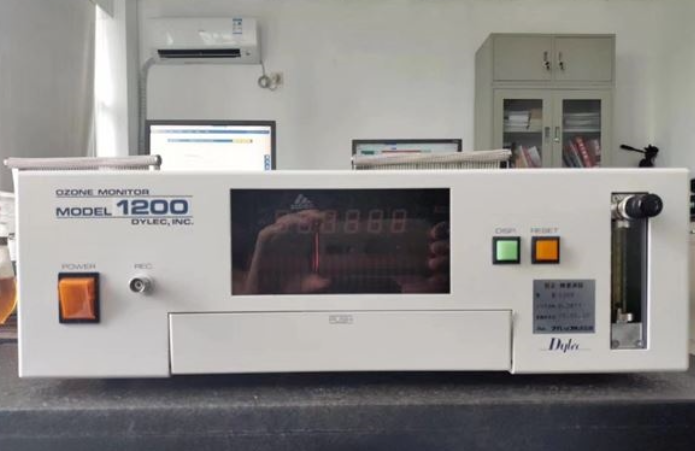 OZONE MONITOR
MODEL 1200
DYLEC, INC.
POWER
REC.
DISP.
RESET
PUSH
Dylec